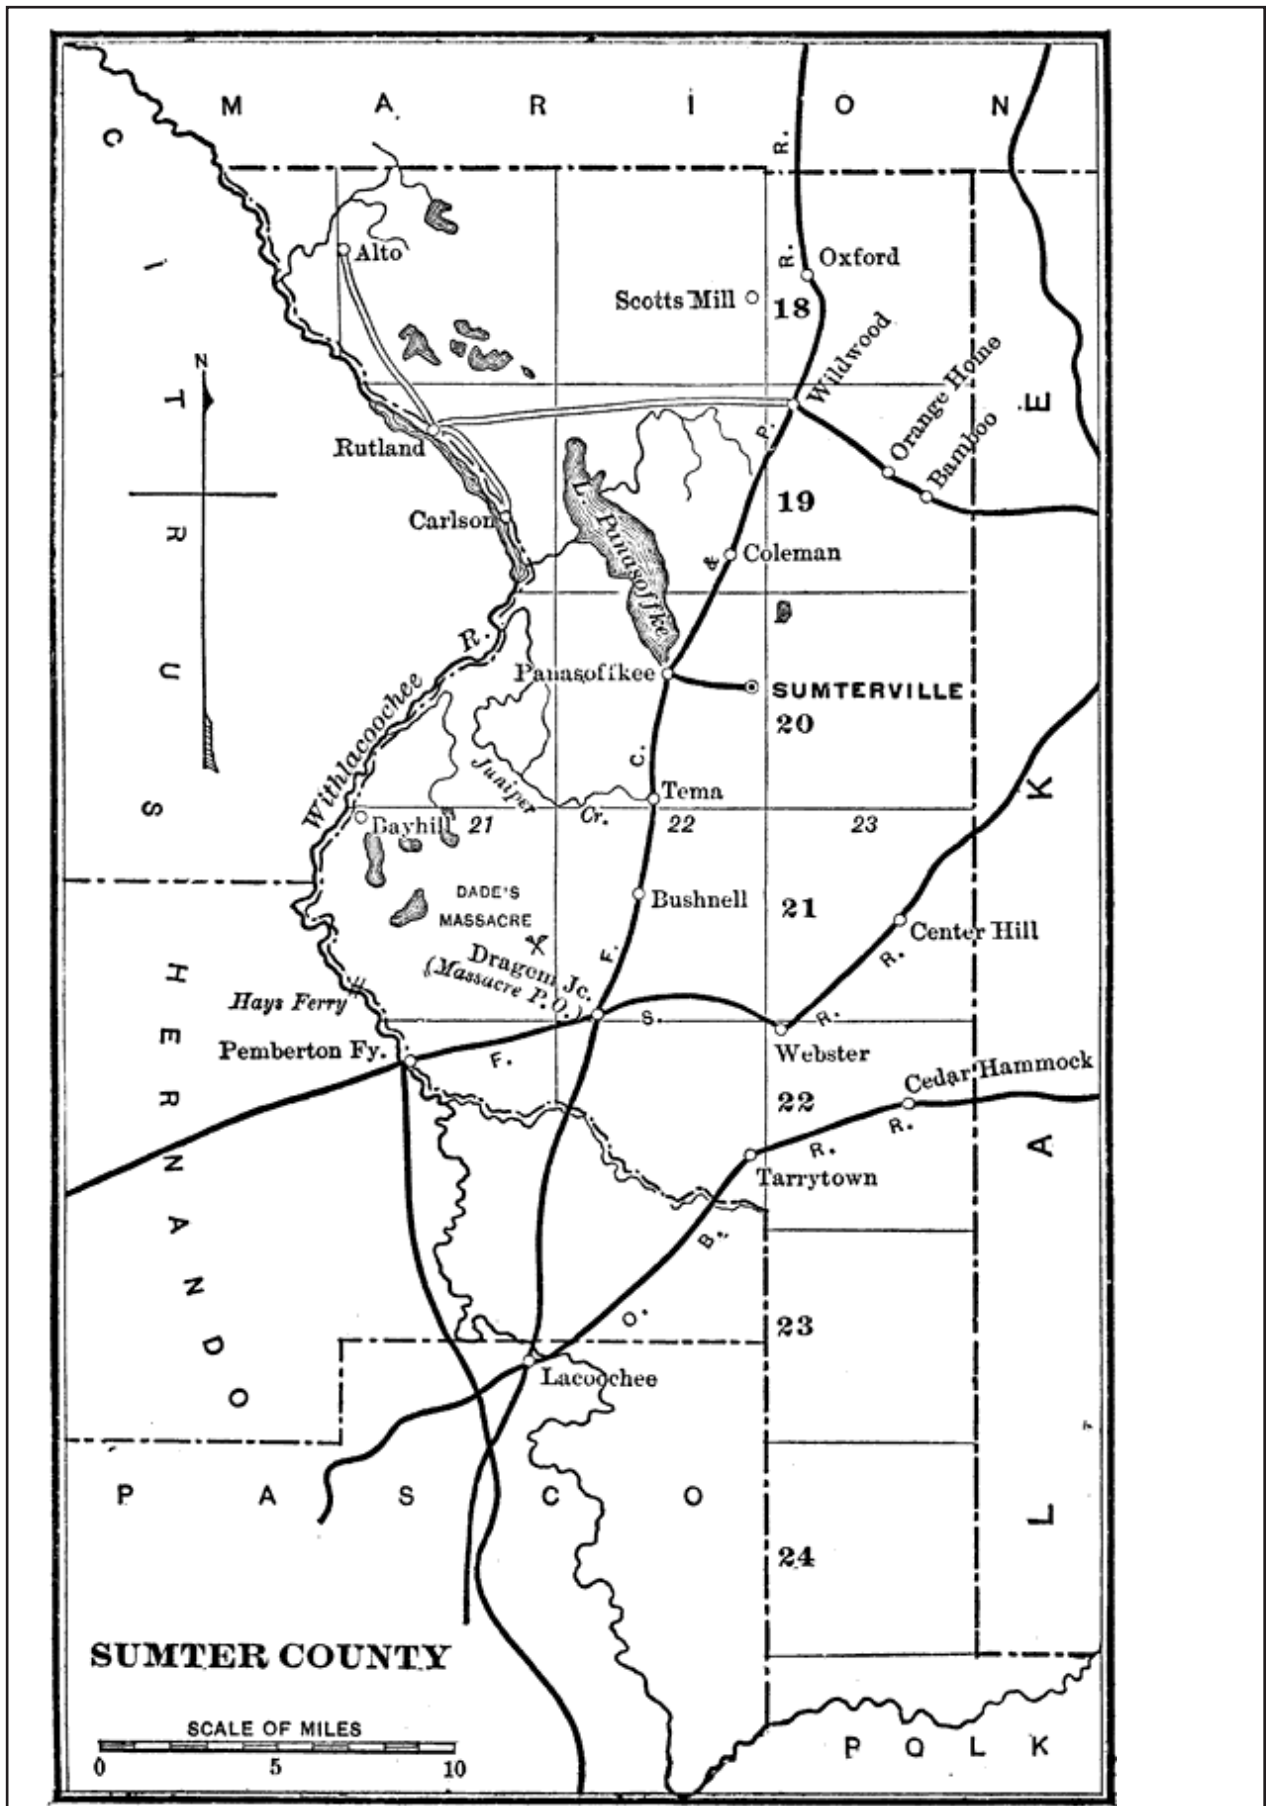 M A R I O N
C I T R U S
R.
Alto
R.
Oxford
Scotts Mill
18
N
Wildwood
Orange Home
Bamboo
Rutland
P.
19
L. Panasoffke
Carlson
&
Coleman
R.
Panasoffkee
SUMTERVILLE
20
Withlacoochee
C.
Juniper
Cr.
Tema
Bayhill
21
22
23
DADE'S
MASSACRE
Bushnell
21
Center Hill
Dragem Jc.
(Massacre P.O.)
F.
R.
Hays Ferry
S.
R.
Pemberton Fy.
F.
Webster
Cedar Hammock
22
R.
R.
Tarrytown
B.
O.
23
Lacoochee
H E R N A N D O
L A K E
P A S C O
24
SUMTER COUNTY
SCALE OF MILES
0 5 10
P O L K